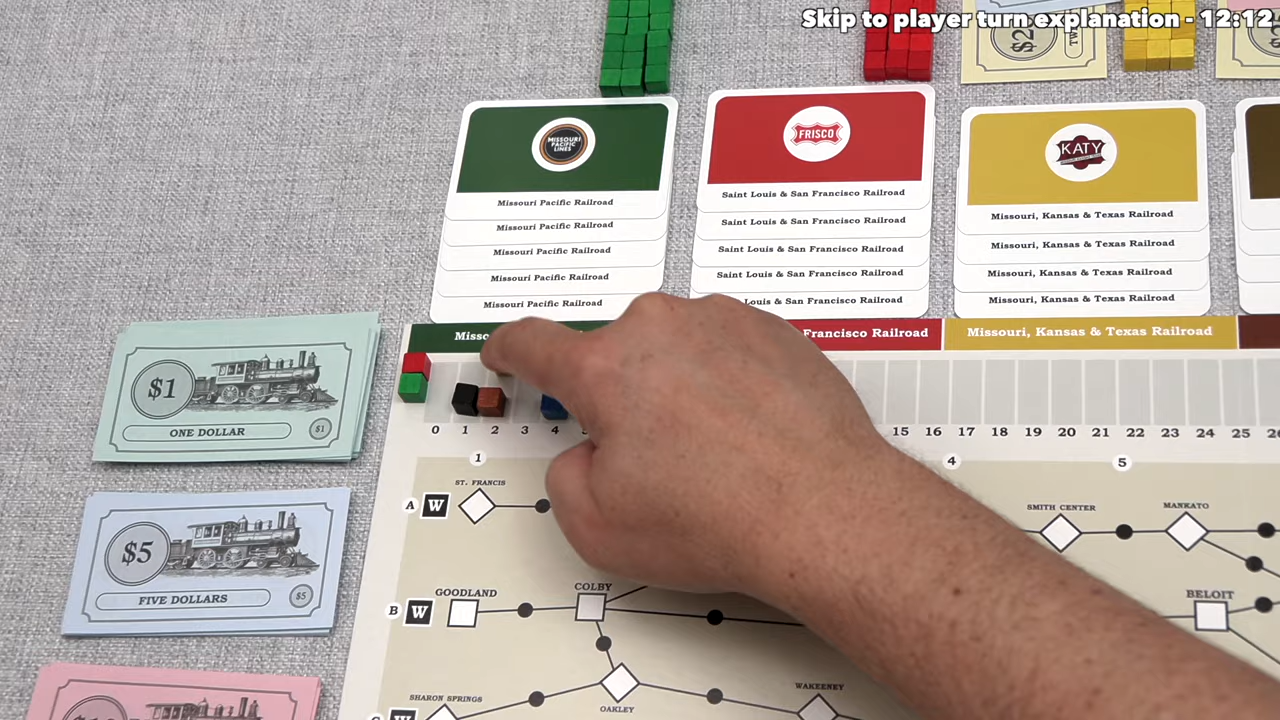 Skip to player turn explanation - 12:12
$2
MISSOURI
PACIFIC
LINES
FRISCO
KATY
Missouri Pacific Railroad
Missouri Pacific Railroad
Missouri Pacific Railroad
Missouri Pacific Railroad
Missouri Pacific Railroad
Saint Louis & San Francisco Railroad
Saint Louis & San Francisco Railroad
Saint Louis & San Francisco Railroad
Saint Louis & San Francisco Railroad
Louis & San Francisco Railroad
Missouri, Kansas & Texas Railroad
Missouri, Kansas & Texas Railroad
Missouri, Kansas & Texas Railroad
Missouri, Kansas & Texas Railroad
Francisco Railroad
Missouri, Kansas & Texas Railroad
$1
ONE DOLLAR
$1
$5
FIVE DOLLARS
$5
0 1 2 3 4 15 16 17 18 19 20 21 22 23 24 25
1 4 5
A W ST. FRANCIS SMITH CENTER MANKATO
B W GOODLAND COLBY BELOIT
W SHARON SPRINGS OAKLEY WAKEENEY